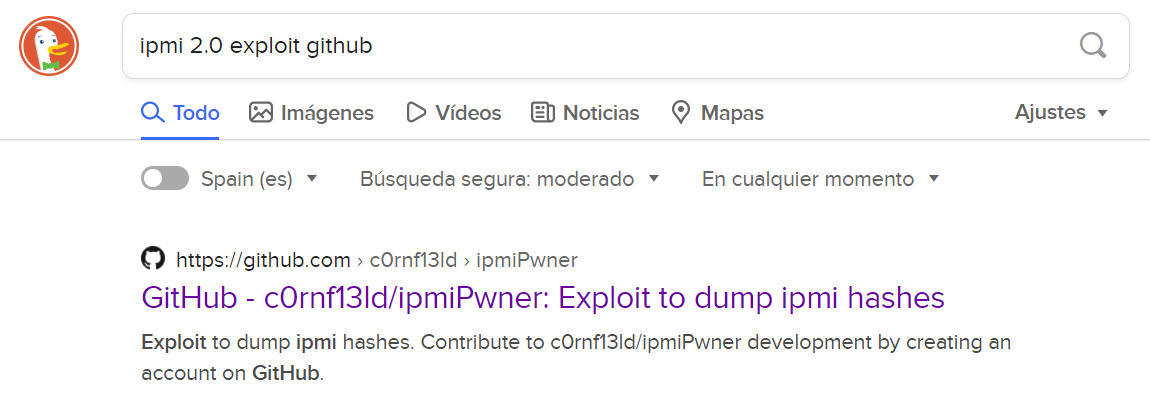 ipmi 2.0 exploit github
Todo Imágenes Vídeos Noticias Mapas Ajustes
Spain (es) Búsqueda segura: moderado En cualquier momento
https://github.com › c0rnf13ld › ipmiPwner
GitHub - c0rnf13ld/ipmiPwner: Exploit to dump ipmi hashes
Exploit to dump ipmi hashes. Contribute to c0rnf13ld/ipmiPwner development by creating an
account on GitHub.